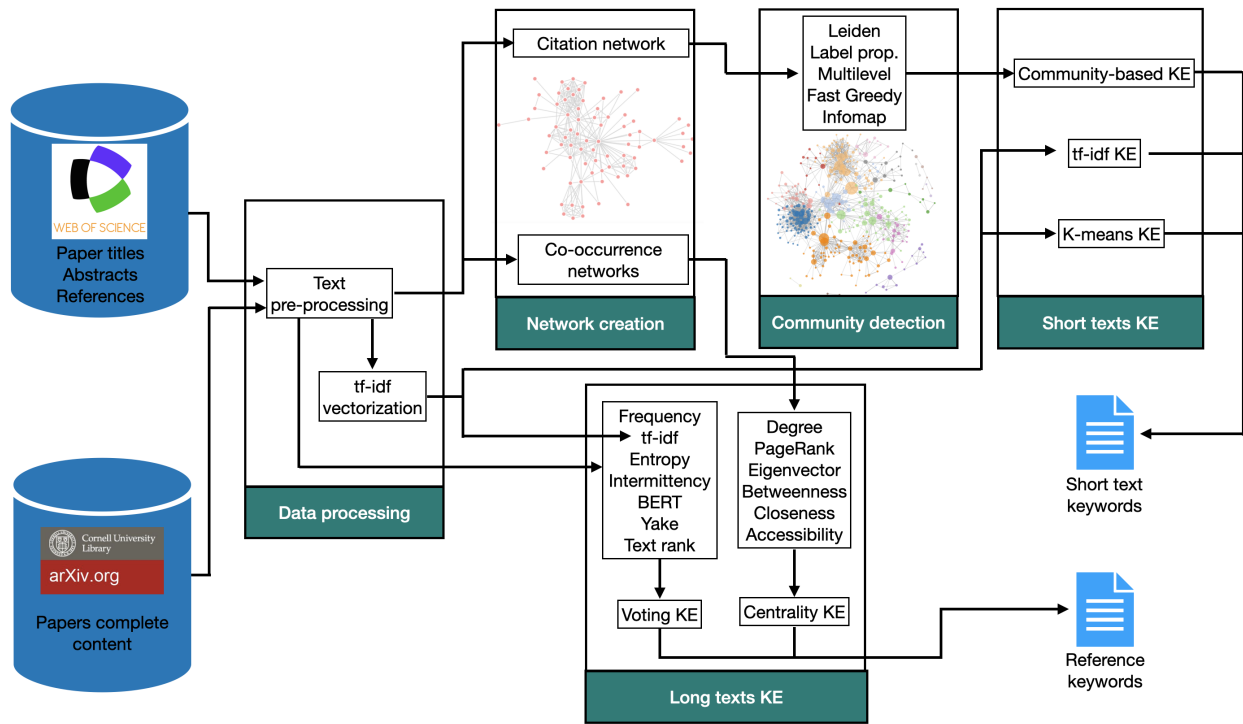 WEB OF SCIENCE
Paper titles
Abstracts
References
Cornell University
Library
arXiv.org
Papers complete
content
Text
pre-processing
tf-idf
vectorization
Data processing
Citation network
Co-occurrence
networks
Network creation
Leiden
Label prop.
Multilevel
Fast Greedy
Infomap
Community detection
Community-based KE
tf-idf KE
K-means KE
Short texts KE
Frequency
tf-idf
Entropy
Intermittency
BERT
Yake
Text rank
Voting KE
Degree
PageRank
Eigenvector
Betweenness
Closeness
Accessibility
Centrality KE
Long texts KE
Short text
keywords
Reference
keywords